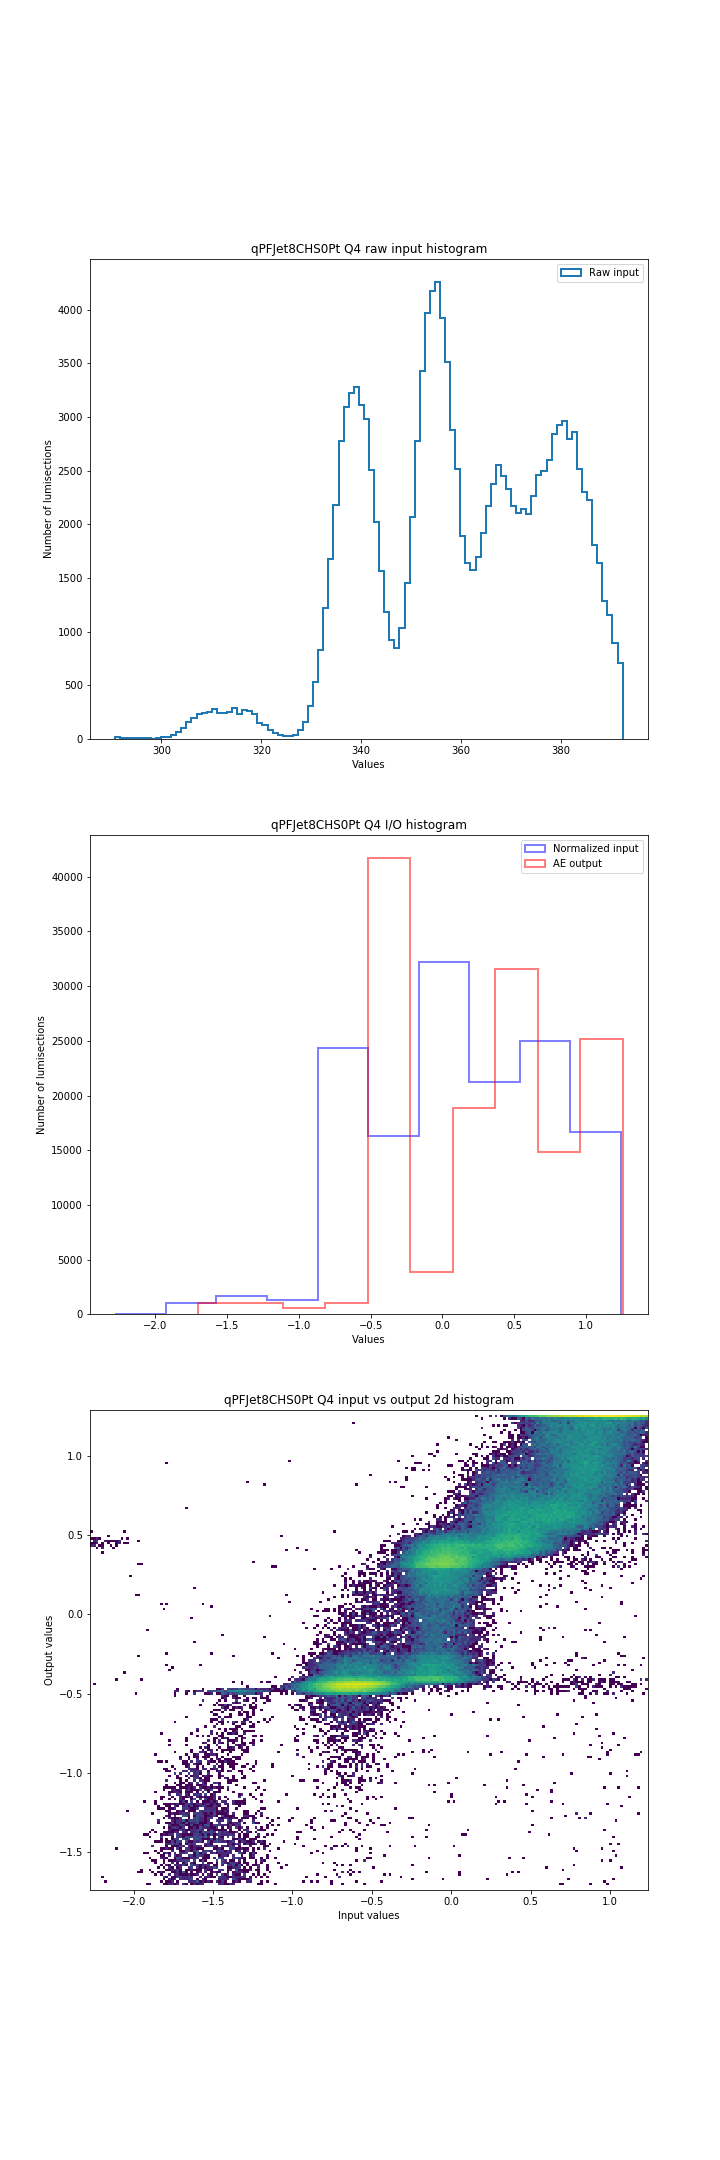 qPFJet8CHS0Pt Q4 raw input histogram
Raw input
4000
3500
3000
2500
2000
1500
1000
500
0
Number of lumisections
300 320 340 360 380
Values
qPFJet8CHS0Pt Q4 I/O histogram
Normalized input
AE output
40000
35000
30000
25000
20000
15000
10000
5000
0
Number of lumisections
−2.0 −1.5 −1.0 −0.5 0.0 0.5 1.0
Values
qPFJet8CHS0Pt Q4 input vs output 2d histogram
1.0
0.5
0.0
−0.5
−1.0
−1.5
Output values
−2.0 −1.5 −1.0 −0.5 0.0 0.5 1.0
Input values